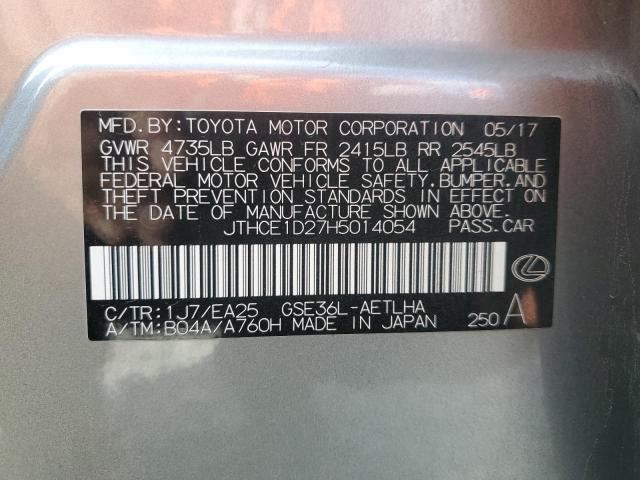 MFD.BY:TOYOTA MOTOR CORPORATION 05/17
GVWR 4735LB GAWR FR 2415LB RR 2545LB
THIS VEHICLE CONFORMS TO ALL APPLICABLE
FEDERAL MOTOR VEHICLE SAFETY,BUMPER,AND
THEFT PREVENTION STANDARDS IN EFFECT ON
THE DATE OF MANUFACTURE SHOWN ABOVE.
JTHCE1D27H5014054 PASS.CAR
C/TR:1J7/EA25 GSE36L-AETLHA
A/TM:B04A/A760H MADE IN JAPAN 250 A